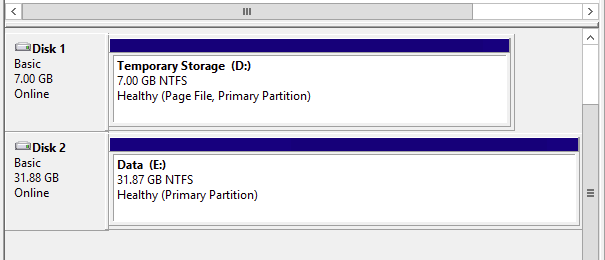 Disk 1
Basic
7.00 GB
Online
Temporary Storage (D:)
7.00 GB NTFS
Healthy (Page File, Primary Partition)
Disk 2
Basic
31.88 GB
Online
Data (E:)
31.87 GB NTFS
Healthy (Primary Partition)